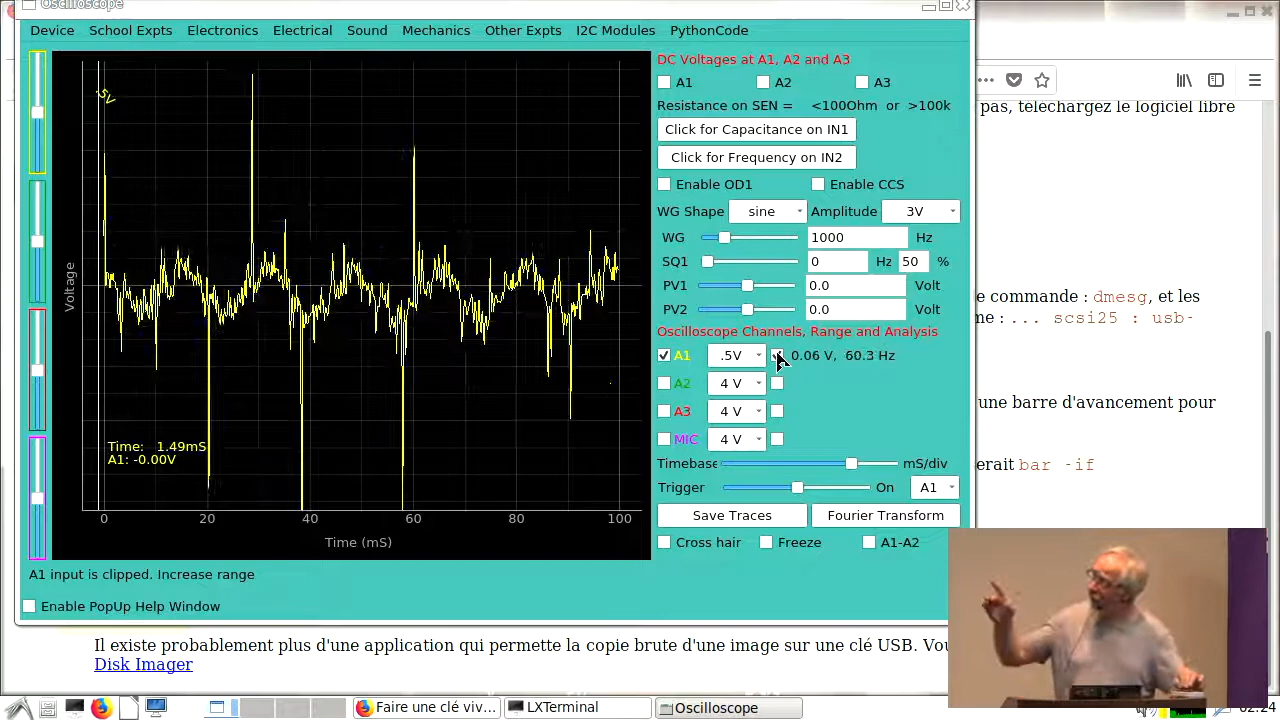 Oscilloscope
Device School Expts Electronics Electrical Sound Mechanics Other Expts I2C Modules PythonCode
.5V
Voltage
Time: 1.49mS
A1: -0.00V
0 20 40 60 80 100
Time (mS)
DC Voltages at A1, A2 and A3
A1 A2 A3
Resistance on SEN = <100Ohm or >100k
Click for Capacitance on IN1
Click for Frequency on IN2
Enable OD1 Enable CCS
WG Shape sine Amplitude 3V
WG 1000 Hz
SQ1 0 Hz 50 %
PV1 0.0 Volt
PV2 0.0 Volt
Oscilloscope Channels, Range and Analysis
A1 .5V 0.06 V, 60.3 Hz
A2 4 V
A3 4 V
MIC 4 V
Timebase mS/div
Trigger On A1
Save Traces Fourier Transform
Cross hair Freeze A1-A2
A1 input is clipped. Increase range
Enable PopUp Help Window
pas, téléchargez le logiciel libre
e commande : dmesg, et les
me : ... scsi25 : usb-
une barre d'avancement pour
erait bar -if
Il existe probablement plus d'une application qui permette la copie brute d'une image sur une clé USB. Vou
Disk Imager
Faire une clé viv... LXTerminal Oscilloscope
02:24